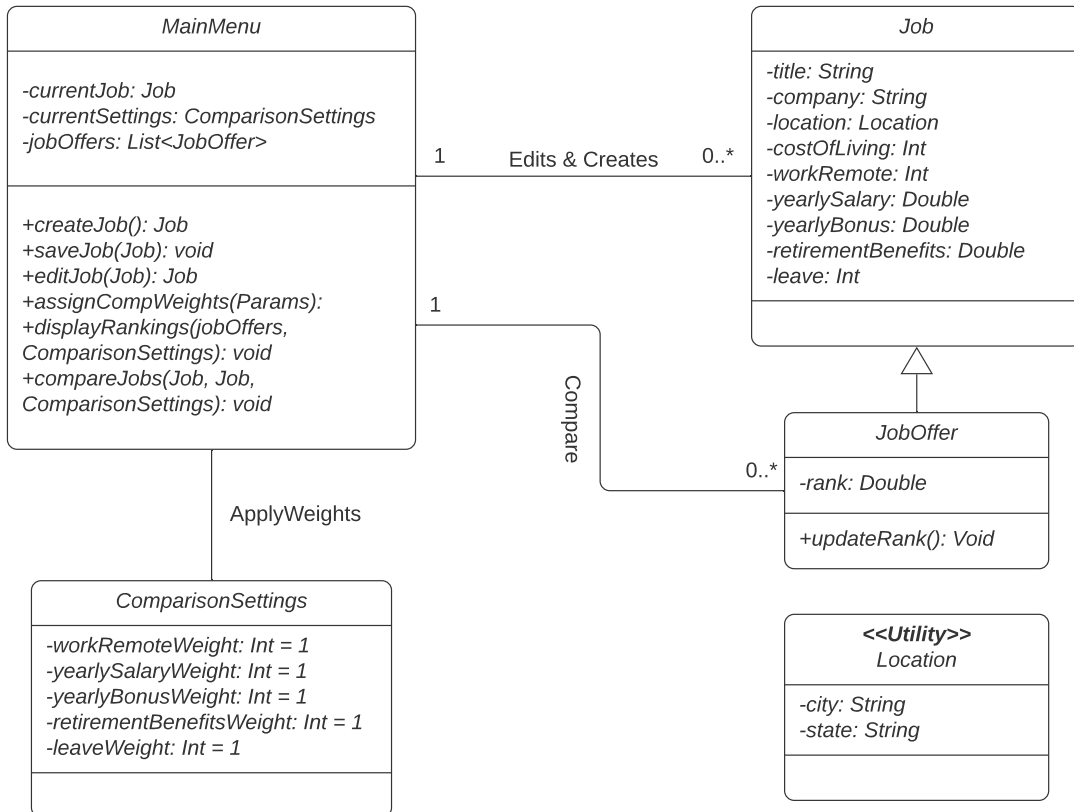 MainMenu
-currentJob: Job
-currentSettings: ComparisonSettings
-jobOffers: List<JobOffer>
+createJob(): Job
+saveJob(Job): void
+editJob(Job): Job
+assignCompWeights(Params):
+displayRankings(jobOffers,
ComparisonSettings): void
+compareJobs(Job, Job,
ComparisonSettings): void
1
Edits & Creates
0..*
Job
-title: String
-company: String
-location: Location
-costOfLiving: Int
-workRemote: Int
-yearlySalary: Double
-yearlyBonus: Double
-retirementBenefits: Double
-leave: Int
1
Compare
0..*
JobOffer
-rank: Double
+updateRank(): Void
ApplyWeights
ComparisonSettings
-workRemoteWeight: Int = 1
-yearlySalaryWeight: Int = 1
-yearlyBonusWeight: Int = 1
-retirementBenefitsWeight: Int = 1
-leaveWeight: Int = 1
<<Utility>>
Location
-city: String
-state: String